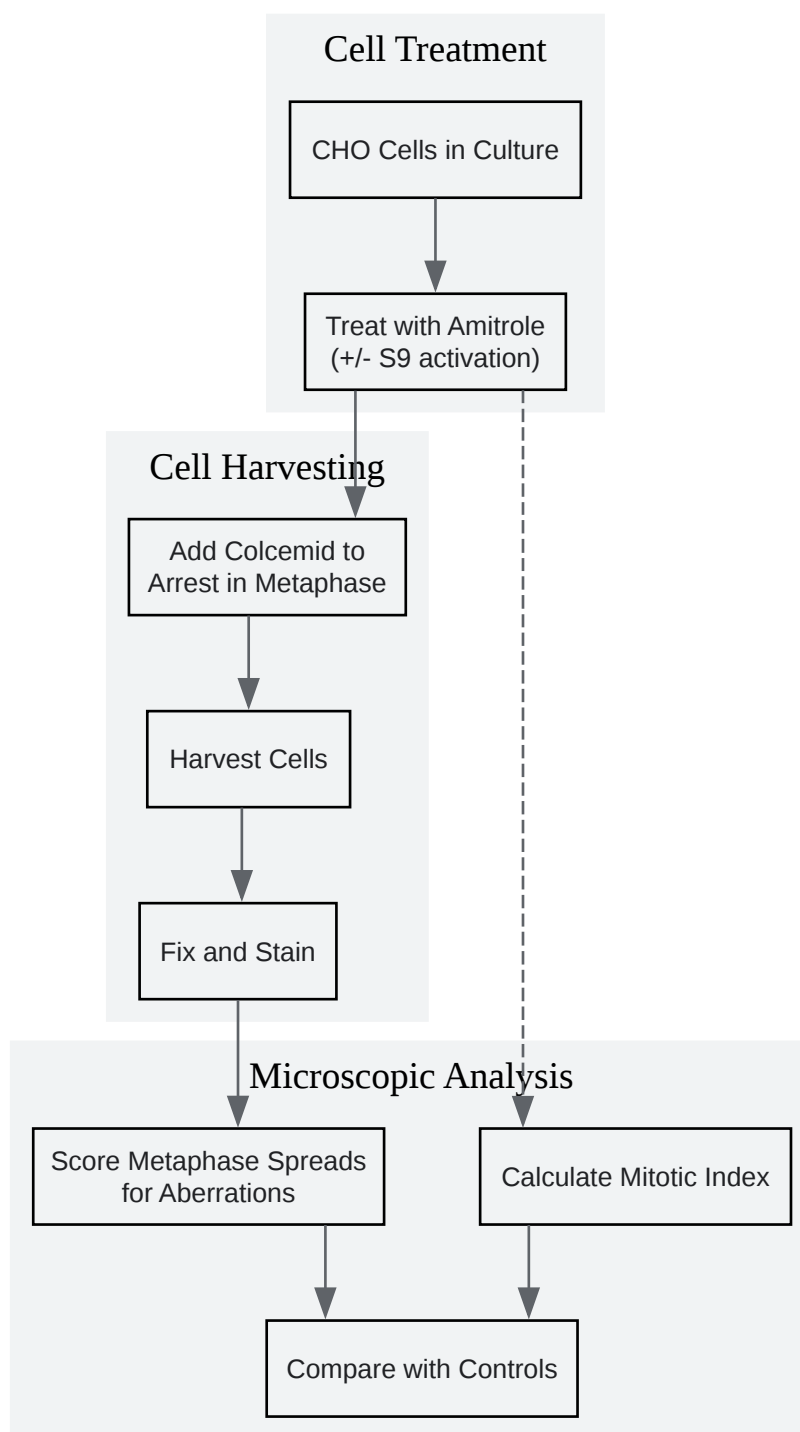 Cell Treatment
CHO Cells in Culture
Treat with Amitrole
(+/- S9 activation)
Cell Harvesting
Add Colcemid to
Arrest in Metaphase
Harvest Cells
Fix and Stain
Microscopic Analysis
Score Metaphase Spreads
for Aberrations
Calculate Mitotic Index
Compare with Controls